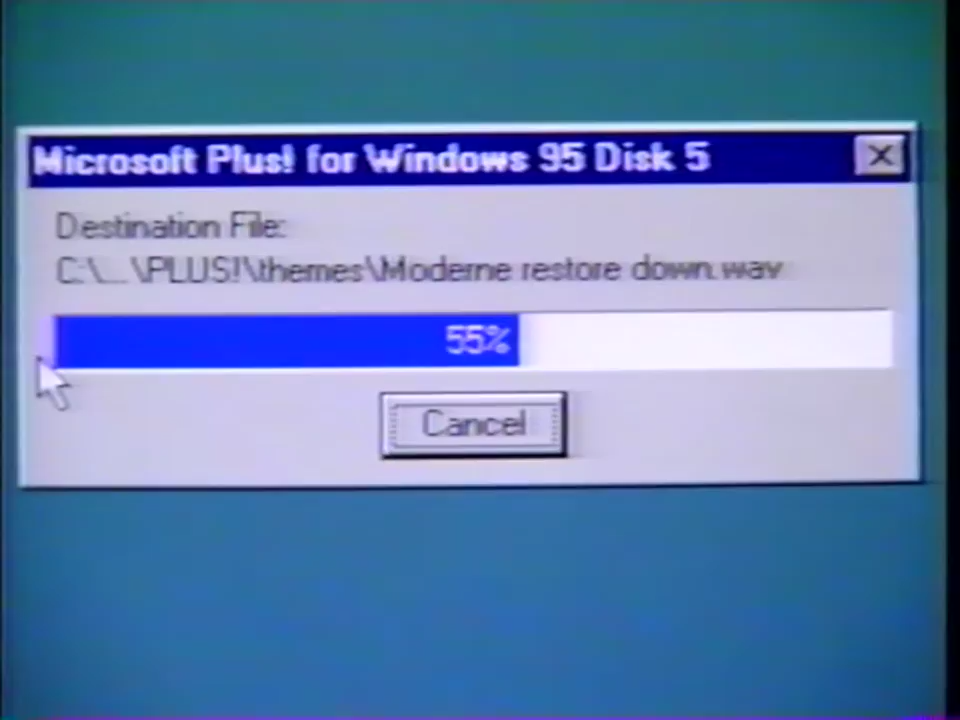 Microsoft Plus! for Windows 95 Disk 5
Destination File:
C:\...\PLUS!\themes\Moderne restore down.wav
55%
Cancel